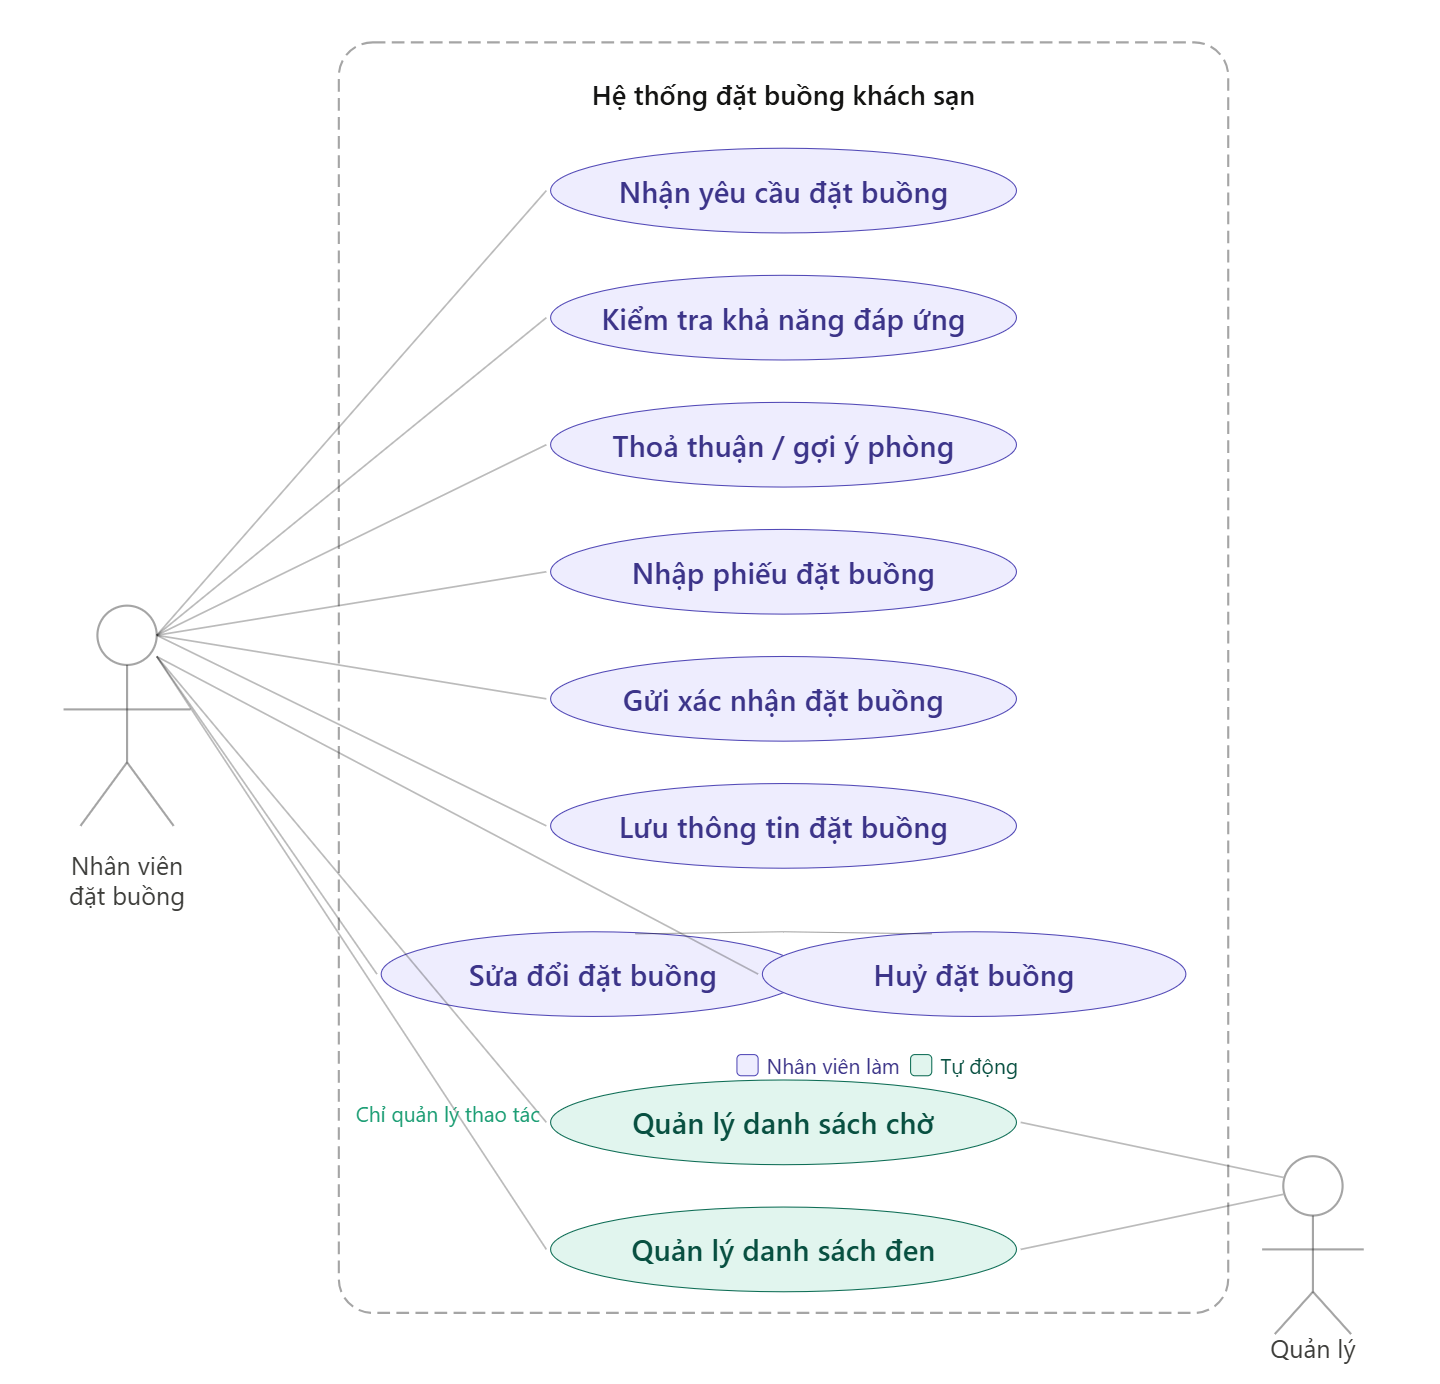 Hệ thống đặt buồng khách sạn
Nhận yêu cầu đặt buồng
Kiểm tra khả năng đáp ứng
Thoả thuận / gợi ý phòng
Nhập phiếu đặt buồng
Gửi xác nhận đặt buồng
Lưu thông tin đặt buồng
Nhân viên
đặt buồng
Sửa đổi đặt buồng
Huỷ đặt buồng
Nhân viên làm
Tự động
Chỉ quản lý thao tác
Quản lý danh sách chờ
Quản lý danh sách đen
Quản lý